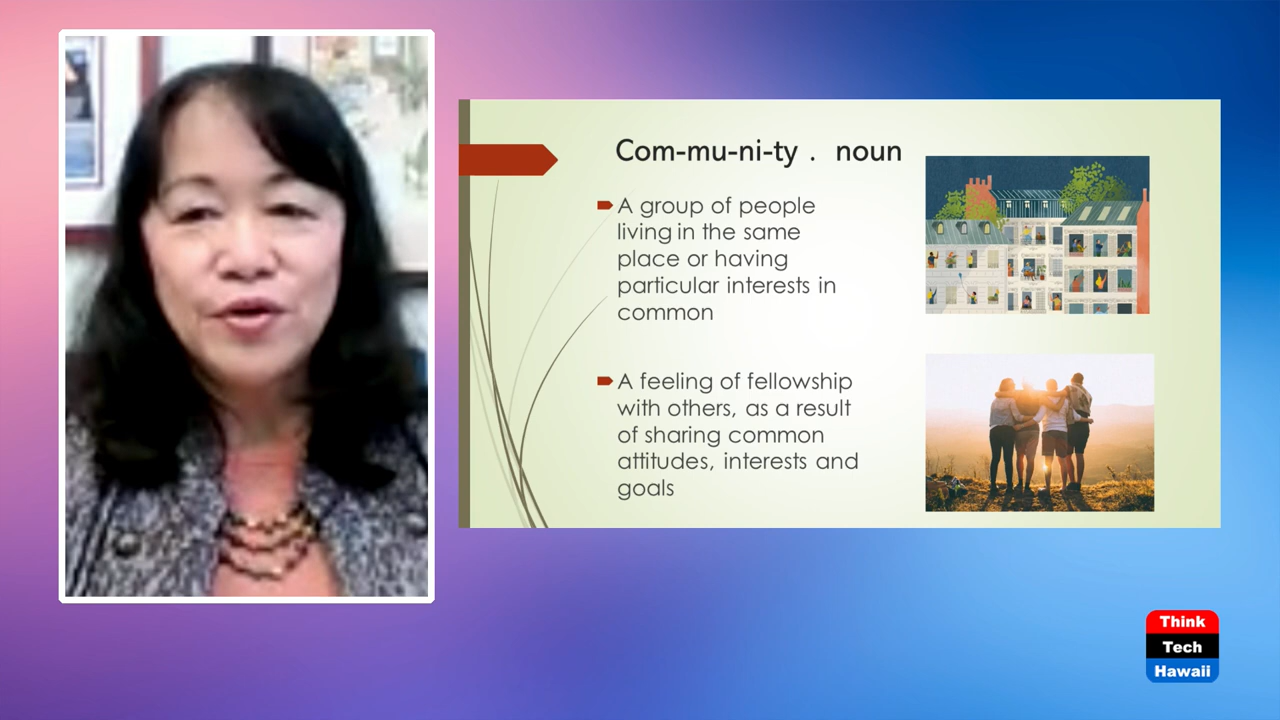 Com-mu-ni-ty . noun
A group of people
living in the same
place or having
particular interests in
common
A feeling of fellowship
with others, as a result
of sharing common
attitudes, interests and
goals
Think
Tech
Hawaii